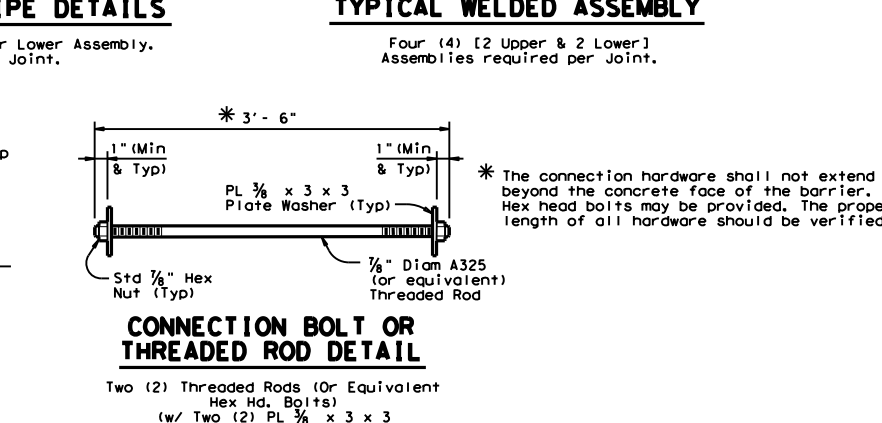 IPE DETAILS
r Lower Assembly.
Joint.
TYPICAL WELDED ASSEMBLY
Four (4) [2 Upper & 2 Lower]
Assemblies required per Joint.
p
* 3'- 6"
1" (Min
& Typ)
1" (Min
& Typ)
PL 3/8 x 3 x 3
Plate Washer (Typ)
* The connection hardware shall not extend
beyond the concrete face of the barrier.
Hex head bolts may be provided. The prope
length of all hardware should be verified
Std 7/8" Hex
Nut (Typ)
7/8" Diam A325
(or equivalent)
Threaded Rod
CONNECTION BOLT OR
THREADED ROD DETAIL
Two (2) Threaded Rods (Or Equivalent
Hex Hd. Bolts)
(w/ Two (2) PL 3/8 x 3 x 3